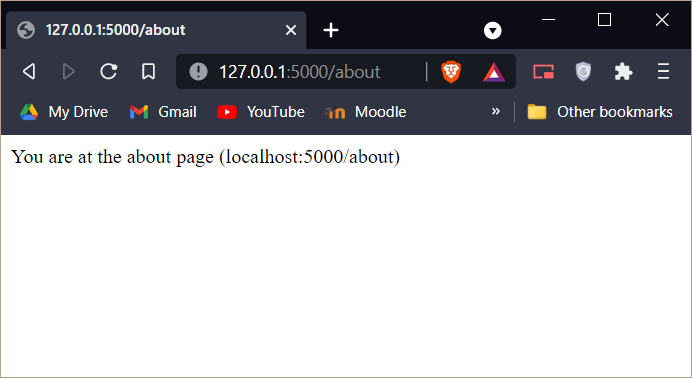 127.0.0.1:5000/about
127.0.0.1:5000/about
My Drive Gmail YouTube Moodle » Other bookmarks
You are at the about page (localhost:5000/about)